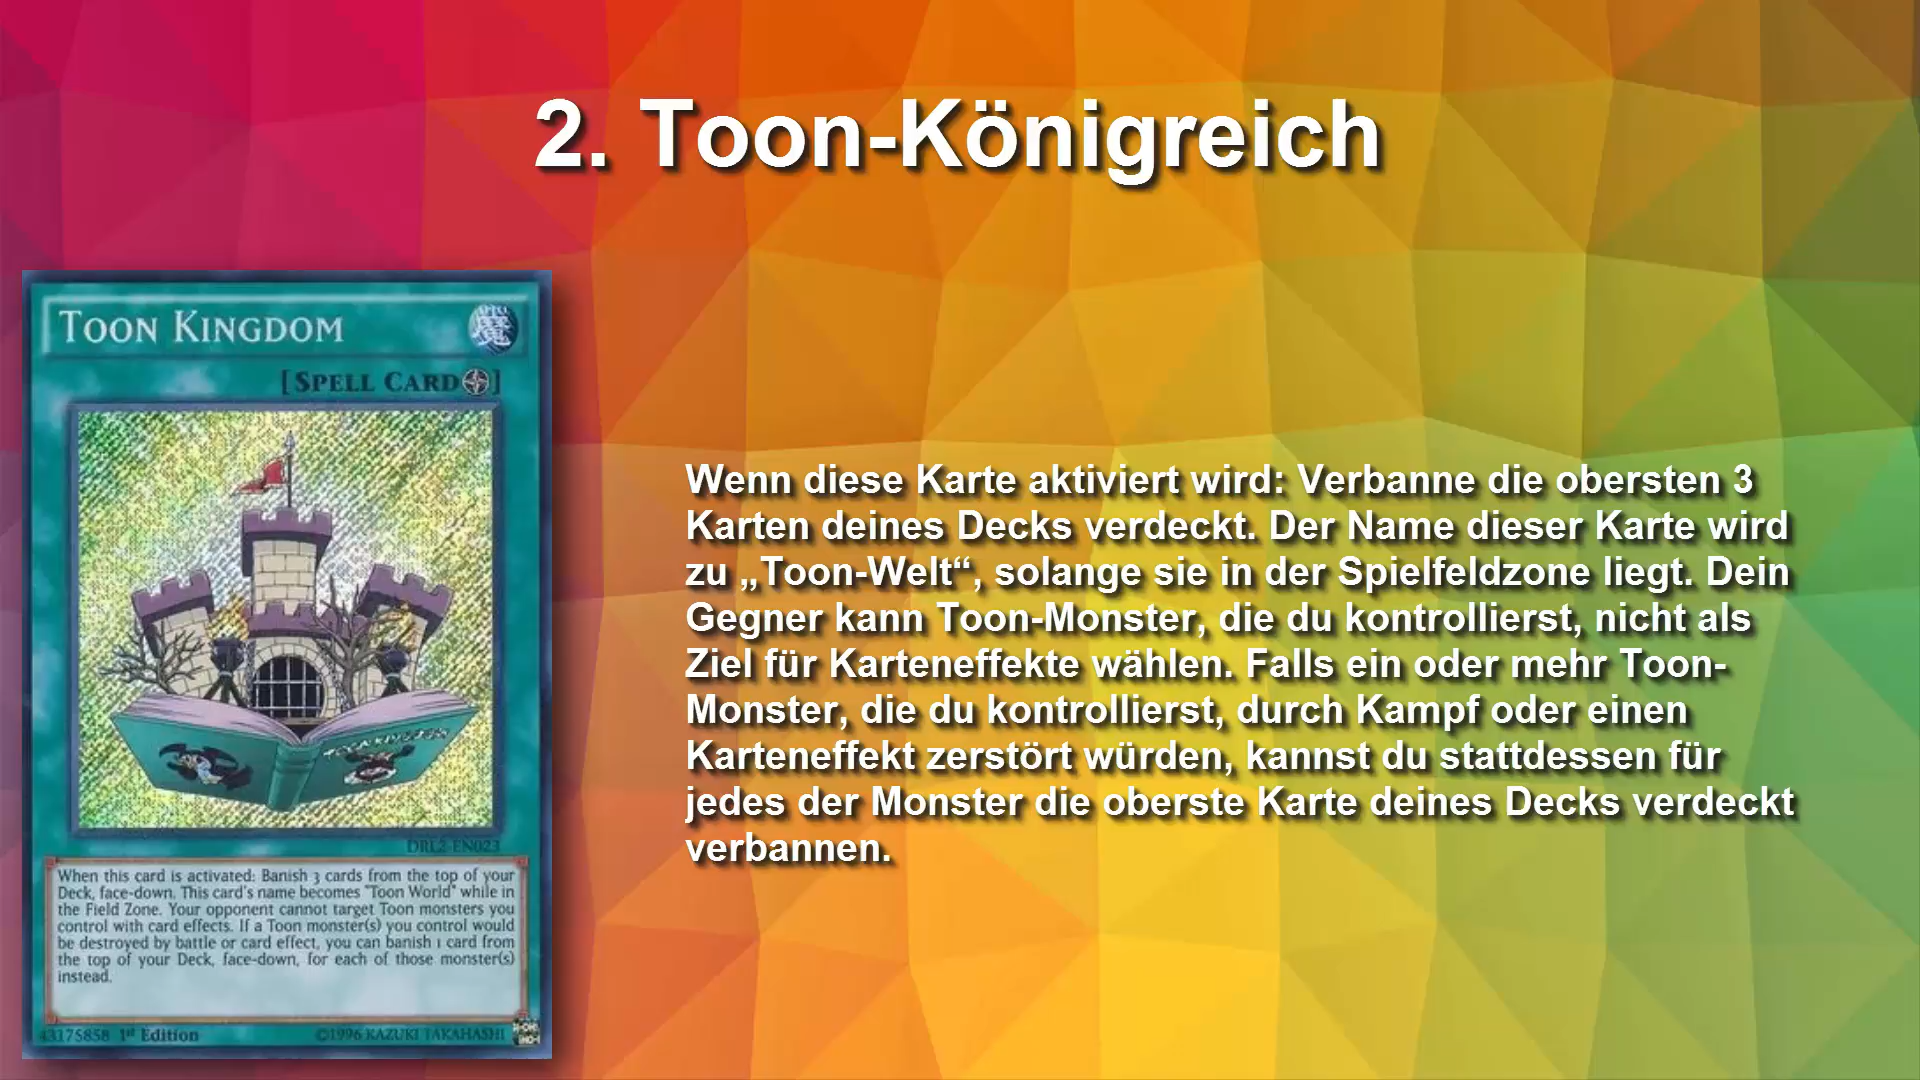 2. Toon-Königreich
TOON KINGDOM
魔
[SPELL CARD]
DRL2-EN023
When this card is activated: Banish 3 cards from the top of your
Deck, face-down. This card's name becomes "Toon World" while in
the Field Zone. Your opponent cannot target Toon monsters you
control with card effects. If a Toon monster(s) you control would
be destroyed by battle or card effect, you can banish 1 card from
the top of your Deck, face-down, for each of those monster(s)
instead.
43175858 1st Edition
©1996 KAZUKI TAKAHASHI
Wenn diese Karte aktiviert wird: Verbanne die obersten 3
Karten deines Decks verdeckt. Der Name dieser Karte wird
zu „Toon-Welt“, solange sie in der Spielfeldzone liegt. Dein
Gegner kann Toon-Monster, die du kontrollierst, nicht als
Ziel für Karteneffekte wählen. Falls ein oder mehr Toon-
Monster, die du kontrollierst, durch Kampf oder einen
Karteneffekt zerstört würden, kannst du stattdessen für
jedes der Monster die oberste Karte deines Decks verdeckt
verbannen.